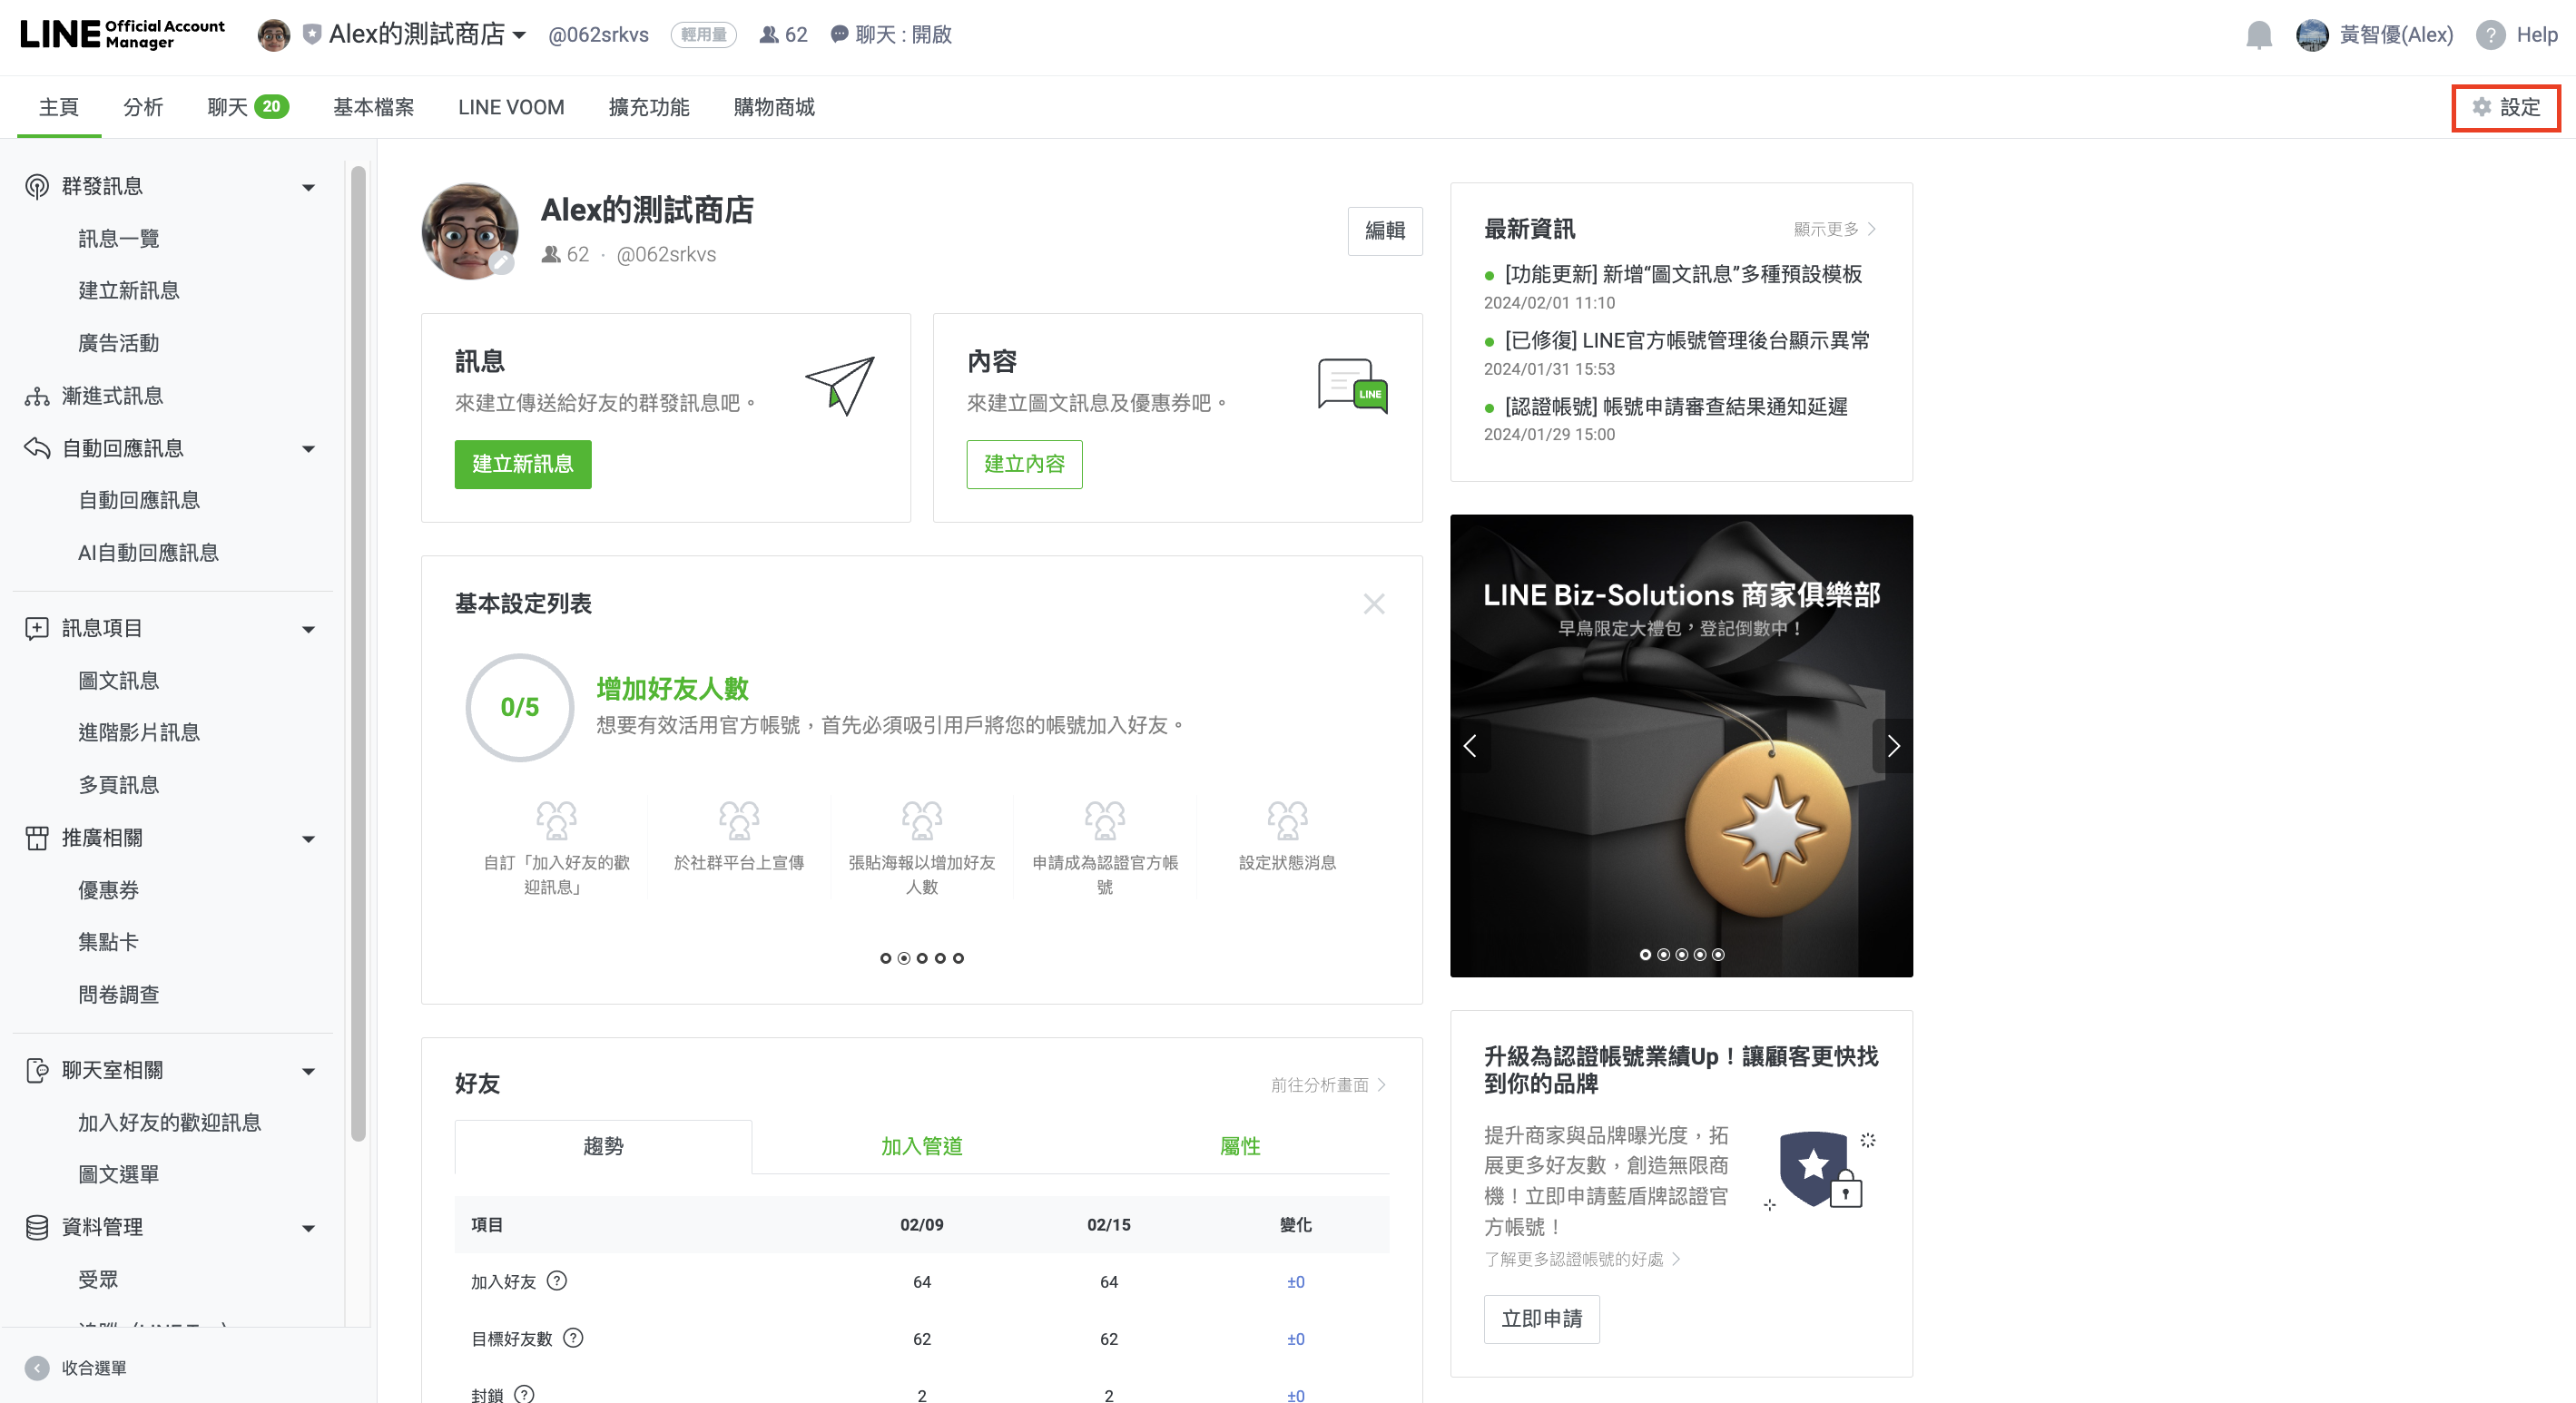 LINE Official Account Manager
Alex的測試商店 @062srkvs 輕用量 62 聊天 : 開啟
黃智優(Alex) ? Help
主頁 分析 聊天 20 基本檔案 LINE VOOM 擴充功能 購物商城 設定
群發訊息
訊息一覽
建立新訊息
廣告活動
漸進式訊息
自動回應訊息
自動回應訊息
AI自動回應訊息
訊息項目
圖文訊息
進階影片訊息
多頁訊息
推廣相關
優惠券
集點卡
問卷調查
聊天室相關
加入好友的歡迎訊息
圖文選單
資料管理
受眾
收合選單
Alex的測試商店
62 · @062srkvs
編輯
訊息
來建立傳送給好友的群發訊息吧。
建立新訊息
內容
來建立圖文訊息及優惠券吧。
LINE
建立內容
基本設定列表
0/5
增加好友人數
想要有效活用官方帳號，首先必須吸引用戶將您的帳號加入好友。
自訂「加入好友的歡
迎訊息」
於社群平台上宣傳
張貼海報以增加好友
人數
申請成為認證官方帳
號
設定狀態消息
好友
前往分析畫面
趨勢 加入管道 屬性
項目 02/09 02/15 變化
加入好友 ? 64 64 ±0
目標好友數 ? 62 62 ±0
封鎖 ? 2 2 ±0
最新資訊
顯示更多
[功能更新] 新增“圖文訊息”多種預設模板
2024/02/01 11:10
[已修復] LINE官方帳號管理後台顯示異常
2024/01/31 15:53
[認證帳號] 帳號申請審查結果通知延遲
2024/01/29 15:00
LINE Biz-Solutions 商家俱樂部
早鳥限定大禮包，登記倒數中！
升級為認證帳號業績Up！讓顧客更快找
到你的品牌
提升商家與品牌曝光度，拓
展更多好友數，創造無限商
機！立即申請藍盾牌認證官
方帳號！
了解更多認證帳號的好處
立即申請